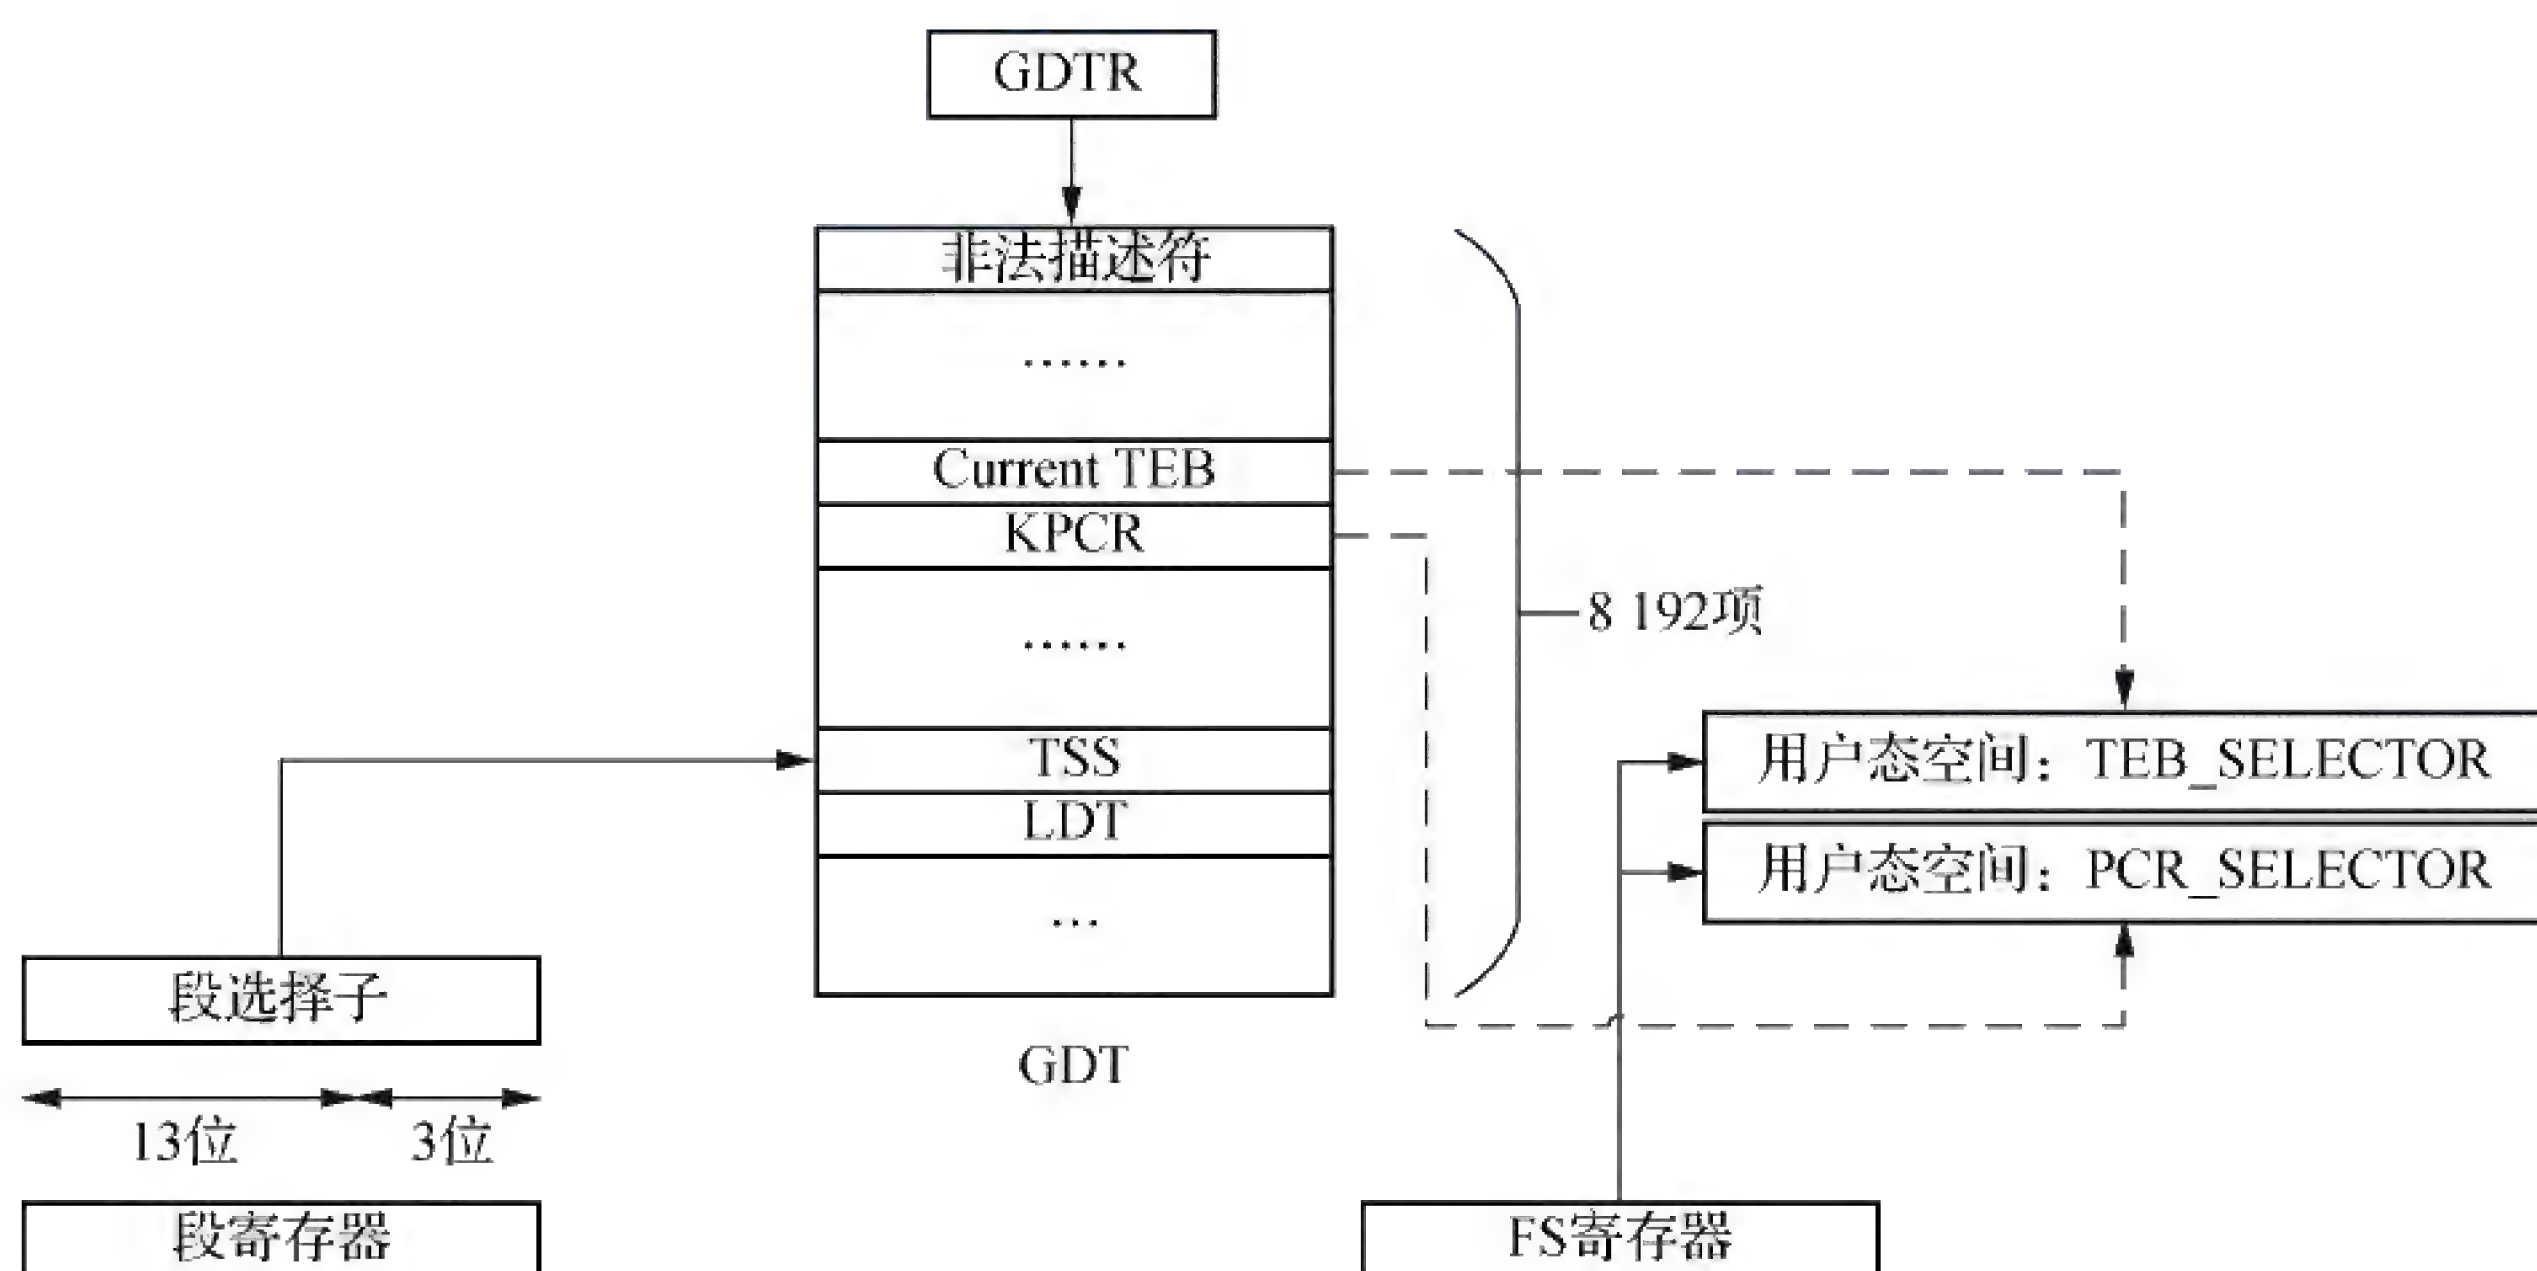 GDTR
非法描述符
……
Current TEB
KPCR
……
8 192项
TSS
用户态空间：TEB_SELECTOR
LDT
用户态空间：PCR_SELECTOR
…
段选择子
GDT
13位
3位
段寄存器
FS寄存器